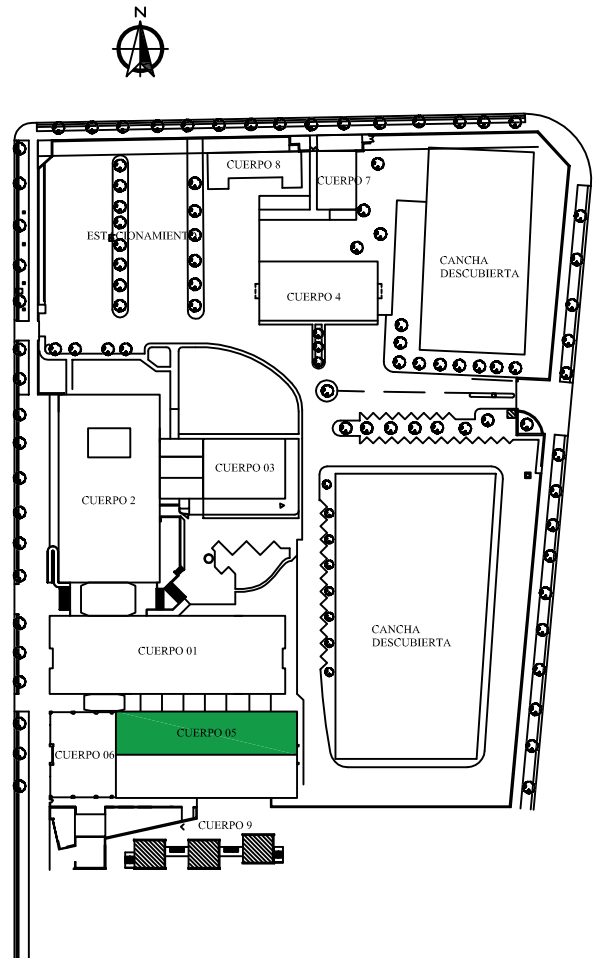 N
CUERPO 8
CUERPO 7
ESTACIONAMIENTO
CANCHA
DESCUBIERTA
CUERPO 4
CUERPO 03
CUERPO 2
CANCHA
DESCUBIERTA
CUERPO 01
CUERPO 05
CUERPO 06
CUERPO 9